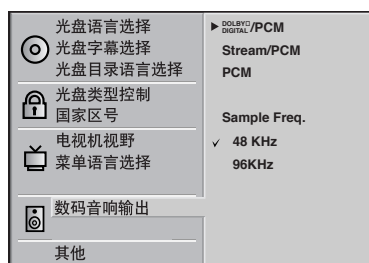 光盘语言选择
光盘字幕选择
光盘目录语言选择
光盘类型控制
国家区号
电视机视野
菜单语言选择
数码音响输出
其他
DOLBY DIGITAL /PCM
Stream/PCM
PCM
Sample Freq.
48 KHz
96KHz